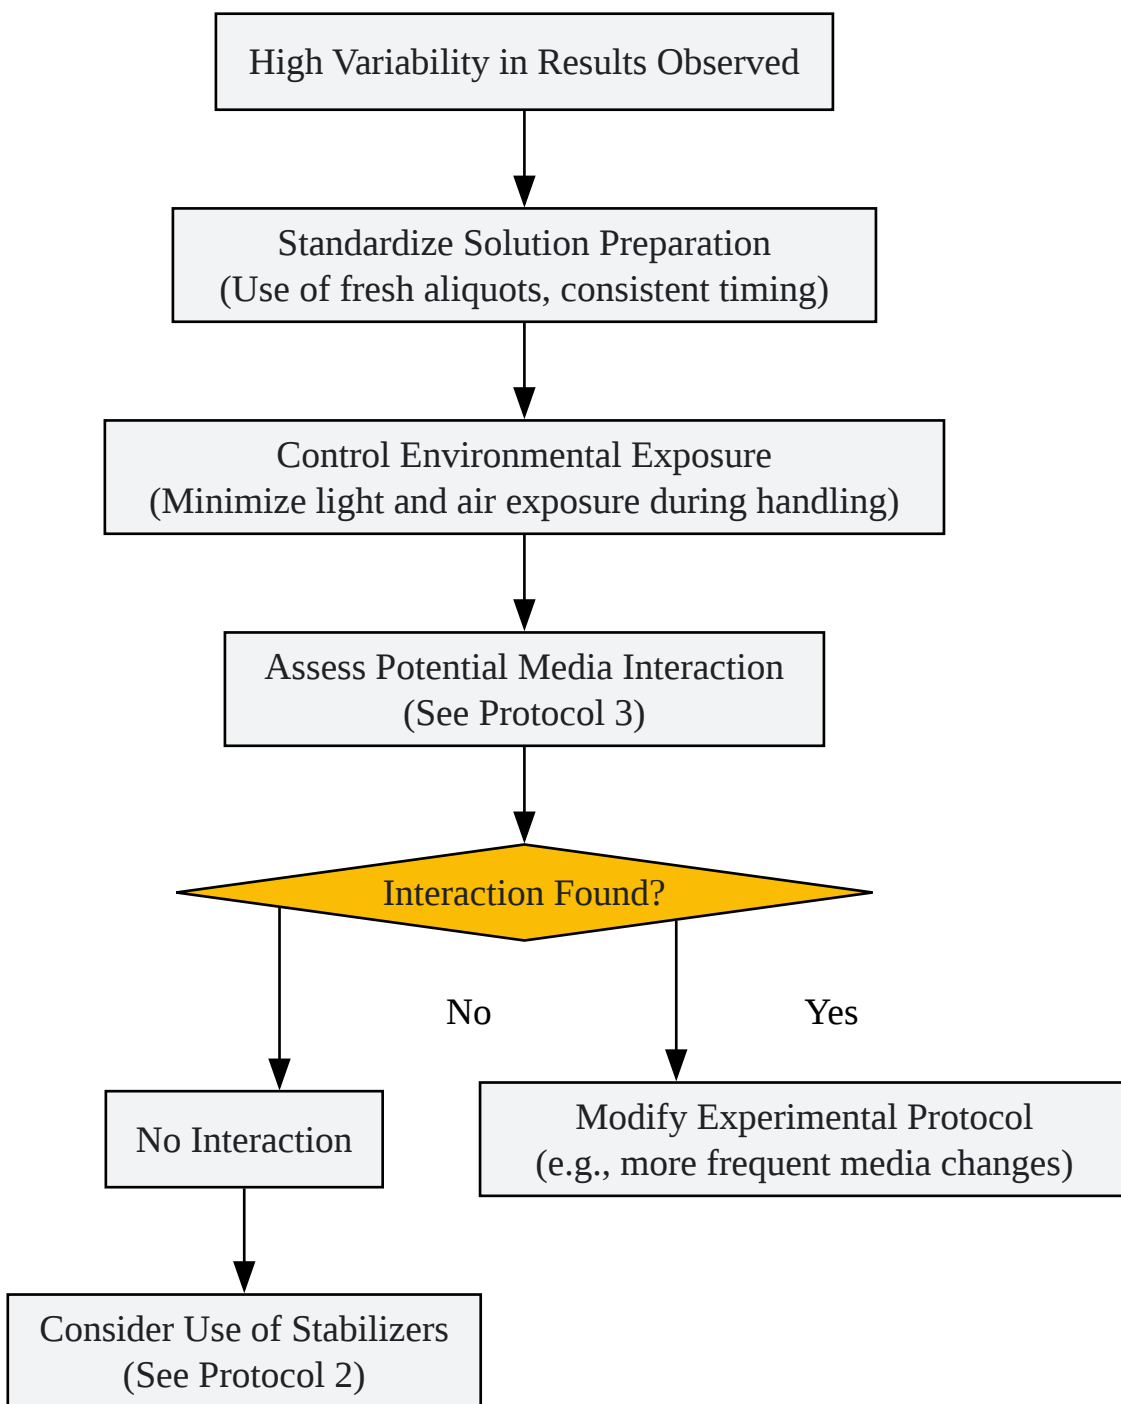 High Variability in Results Observed
Standardize Solution Preparation
(Use of fresh aliquots, consistent timing)
Control Environmental Exposure
(Minimize light and air exposure during handling)
Assess Potential Media Interaction
(See Protocol 3)
Interaction Found?
No
Yes
No Interaction
Modify Experimental Protocol
(e.g., more frequent media changes)
Consider Use of Stabilizers
(See Protocol 2)